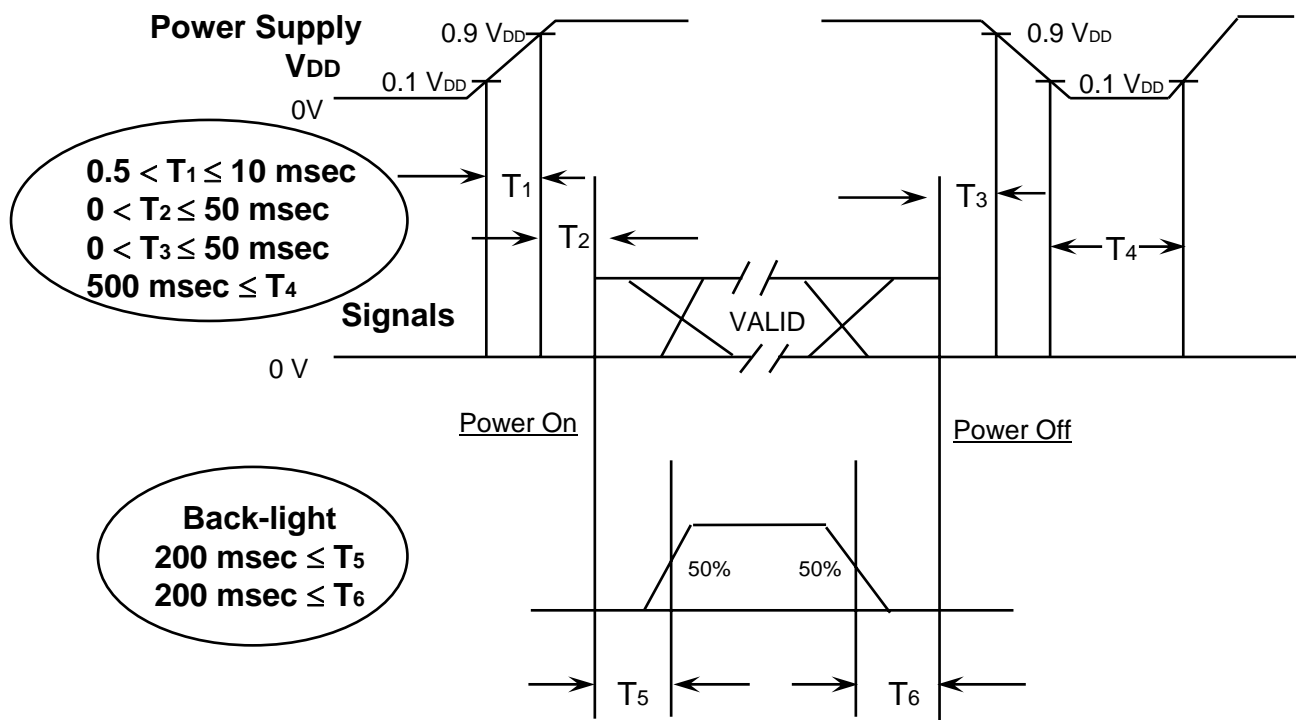 Power Supply
VDD
0.9 VDD
0.1 VDD
0V
0.9 VDD
0.1 VDD
0.5 < T1 ≤ 10 msec
0 < T2 ≤ 50 msec
0 < T3 ≤ 50 msec
500 msec ≤ T4
T1
T2
T3
T4
Signals
VALID
0 V
Power On
Power Off
Back-light
200 msec ≤ T5
200 msec ≤ T6
50%
50%
T5
T6